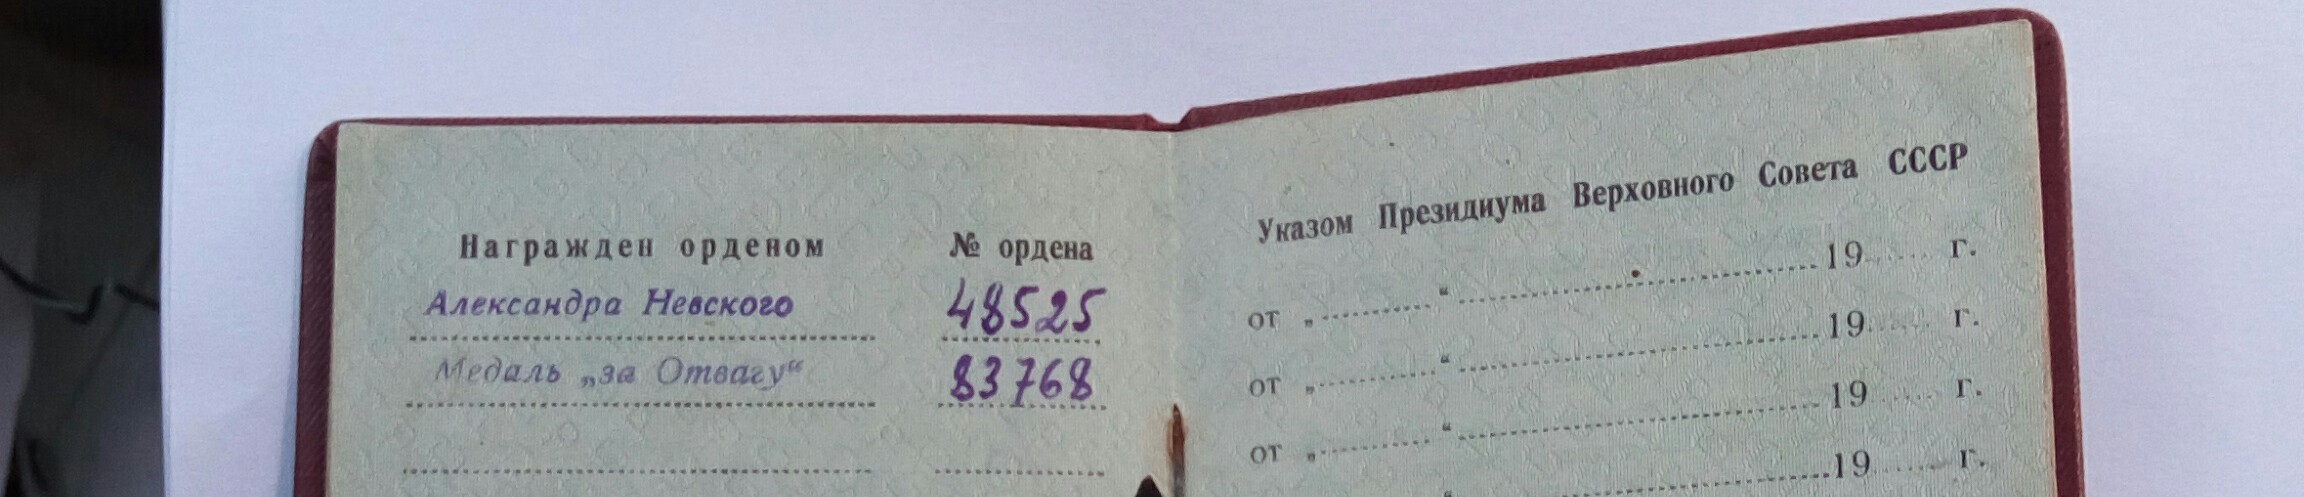 Награжден орденом № ордена
Александра Невского 48525
Медаль „за Отвагу“ 83768
Указом Президиума Верховного Совета СССР
от „ “ 19 г.
от „ “ 19 г.
от „ “ 19 г.
“ 19 г.